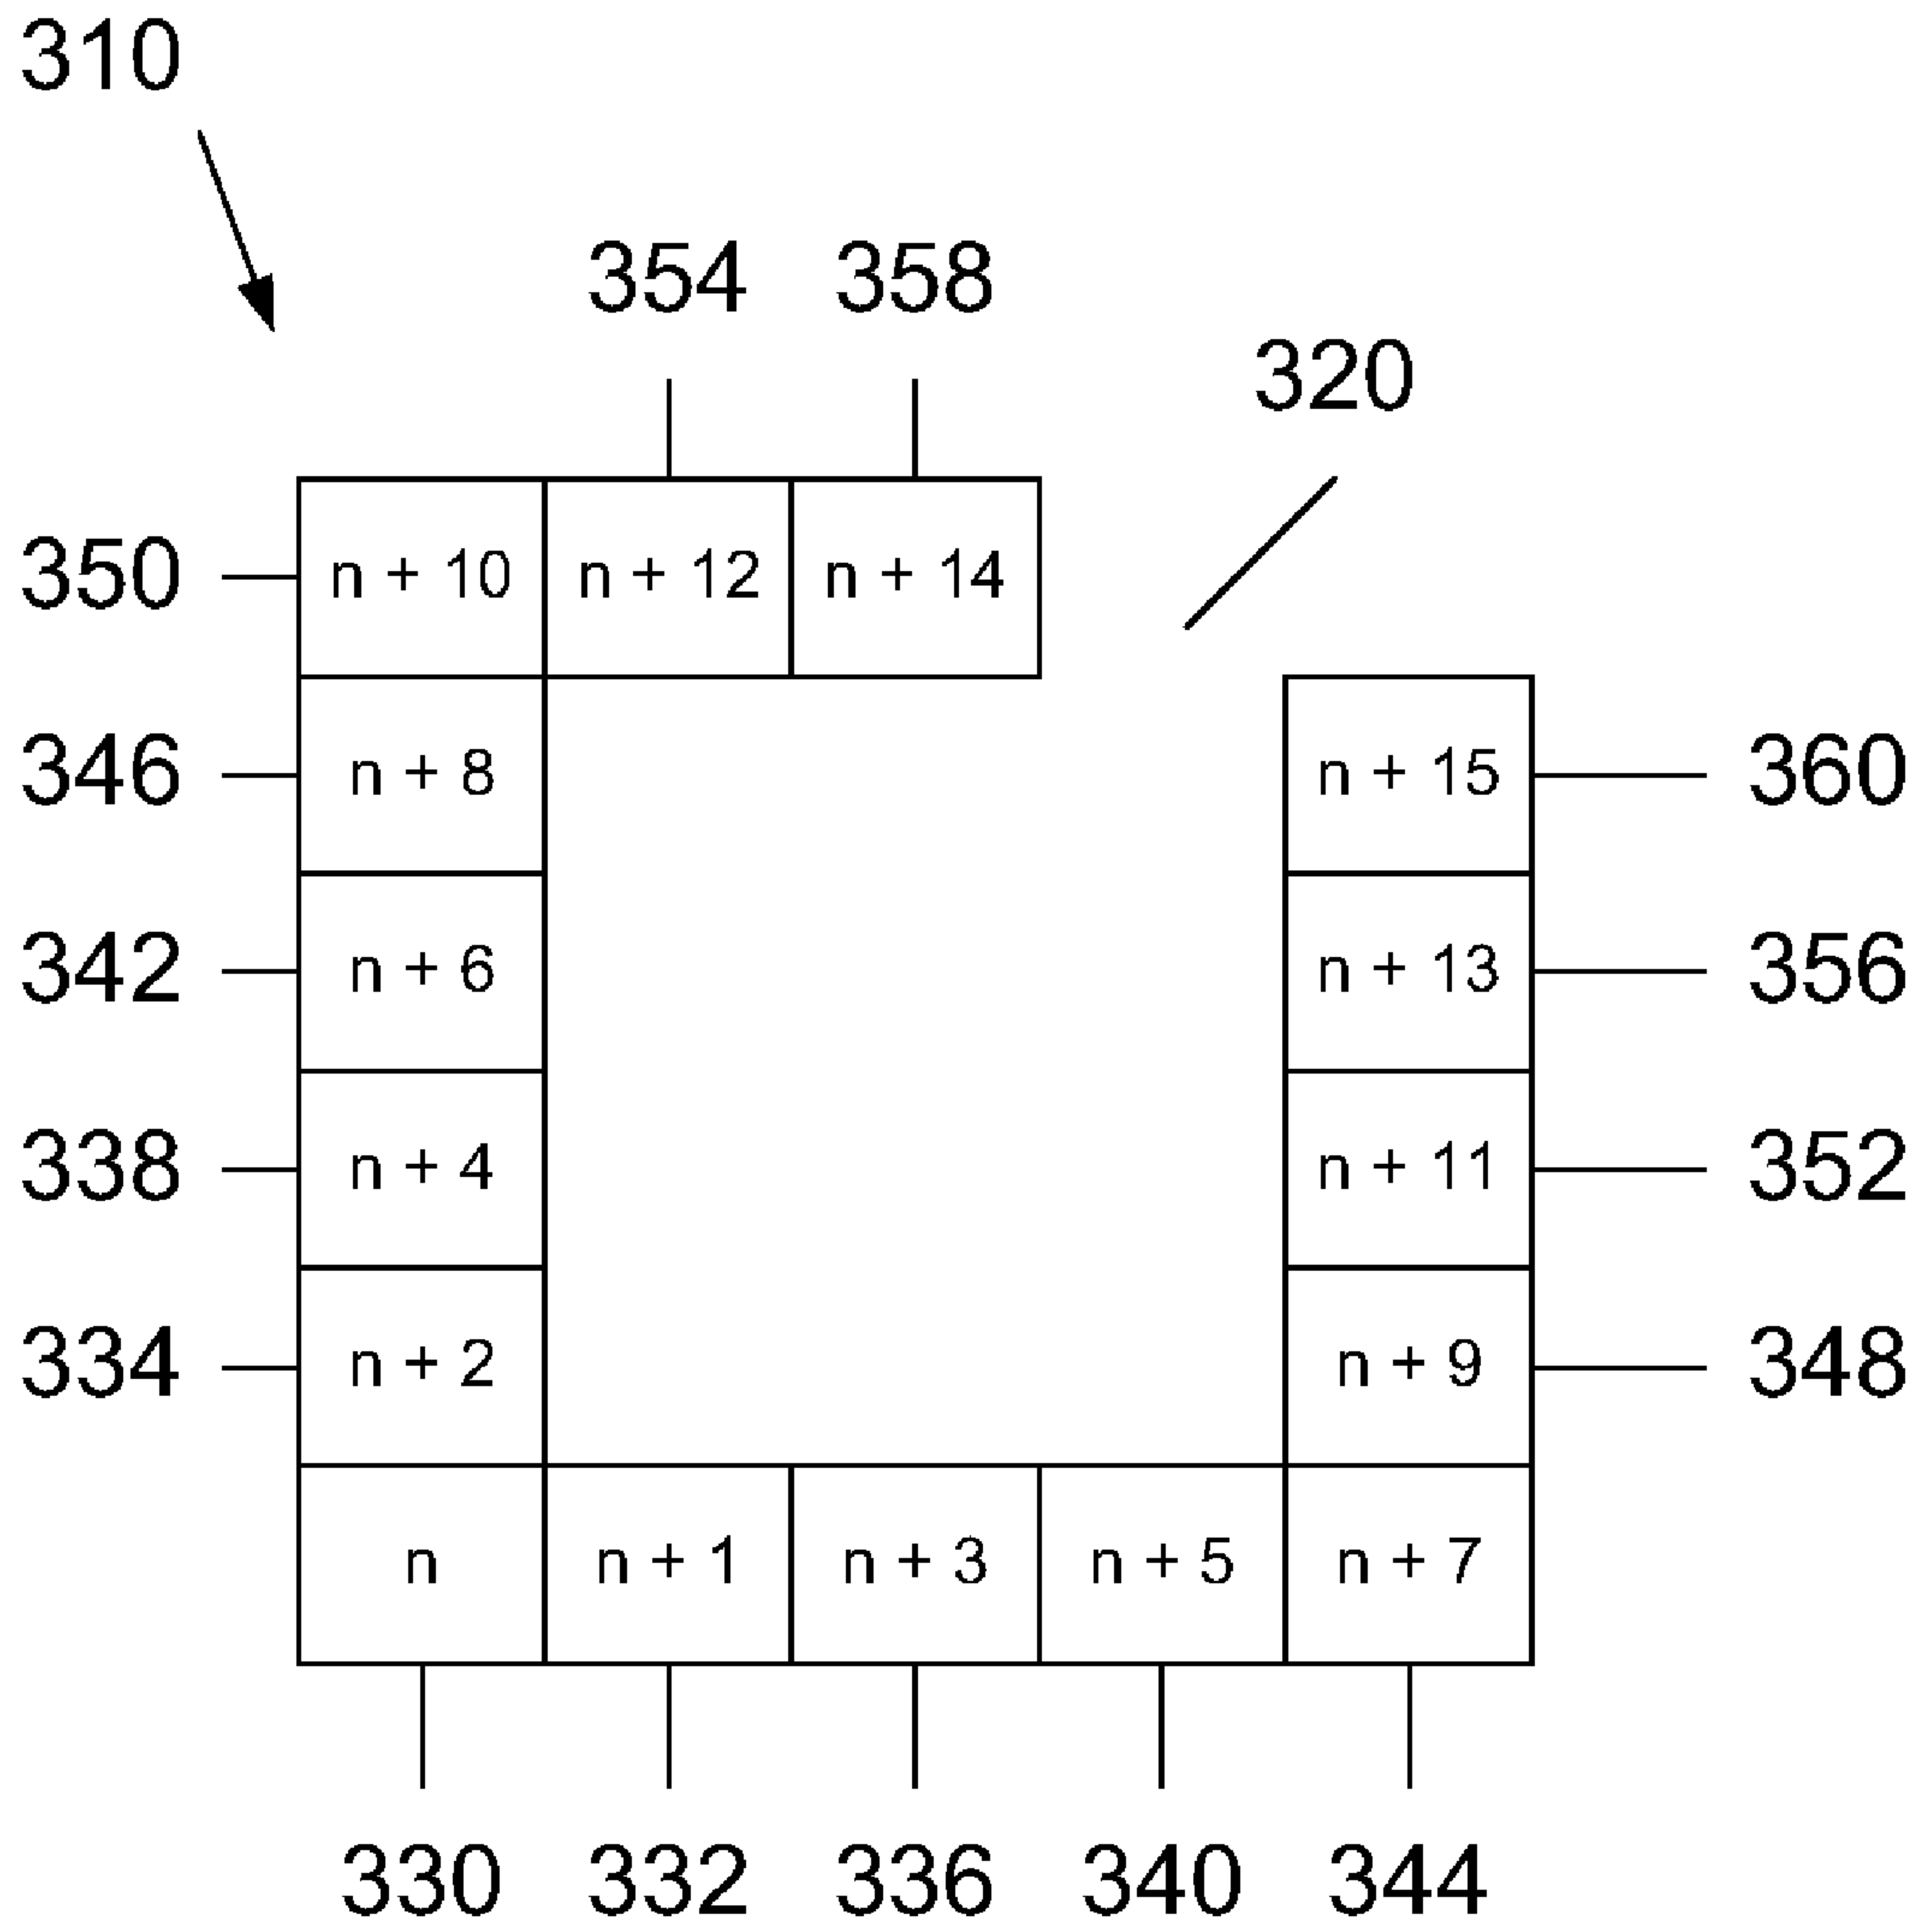 310
354 358
320
350 n + 10 n + 12 n + 14
346 n + 8 n + 15 360
342 n + 6 n + 13 356
338 n + 4 n + 11 352
334 n + 2 n + 9 348
n n + 1 n + 3 n + 5 n + 7
330 332 336 340 344